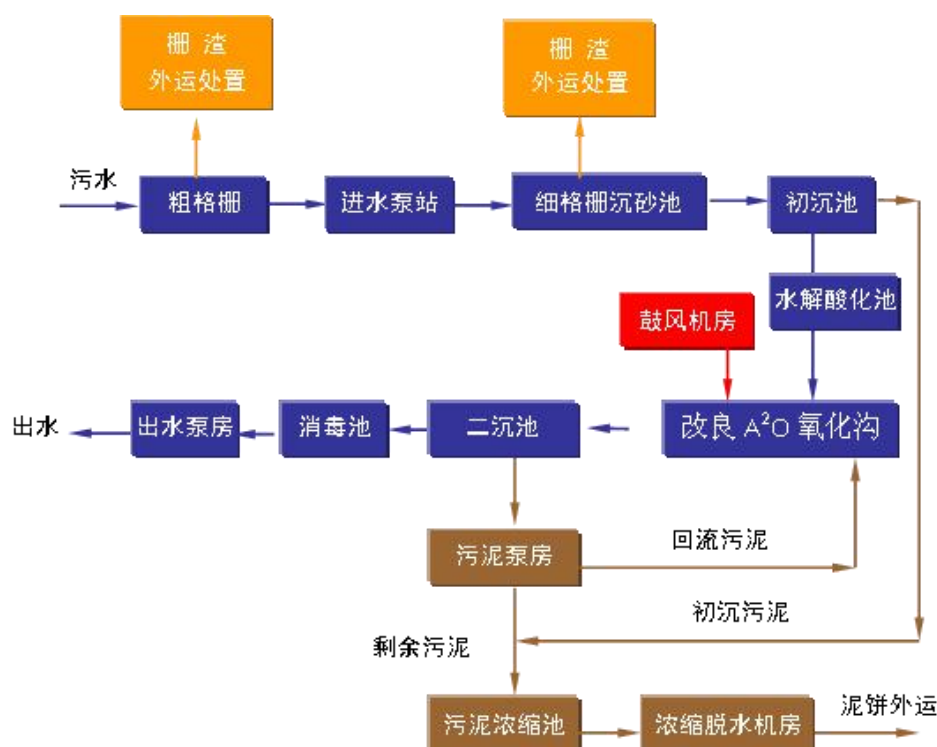 栅 渣
外运处置
栅 渣
外运处置
污水
粗格栅
进水泵站
细格栅沉砂池
初沉池
水解酸化池
鼓风机房
出水
出水泵房
消毒池
二沉池
改良 A²O 氧化沟
污泥泵房
回流污泥
初沉污泥
剩余污泥
污泥浓缩池
浓缩脱水机房
泥饼外运